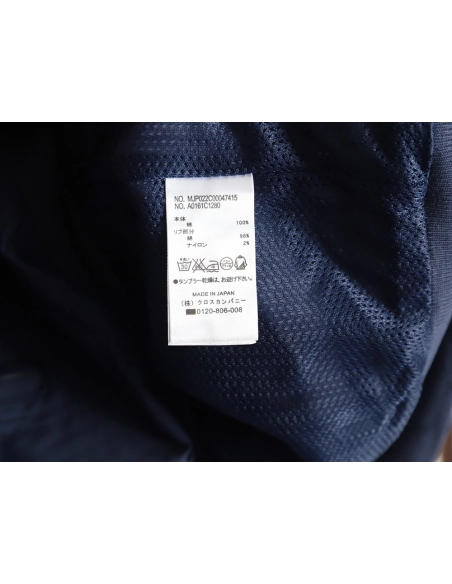 NO. MJP022C00047415
NO. A0161C1280
本体
綿 100%
リブ部分
綿 98%
ナイロン 2%
●タンブラー乾燥は、お避け下さい。
MADE IN JAPAN
(株)クロスカンパニー
0120-806-008